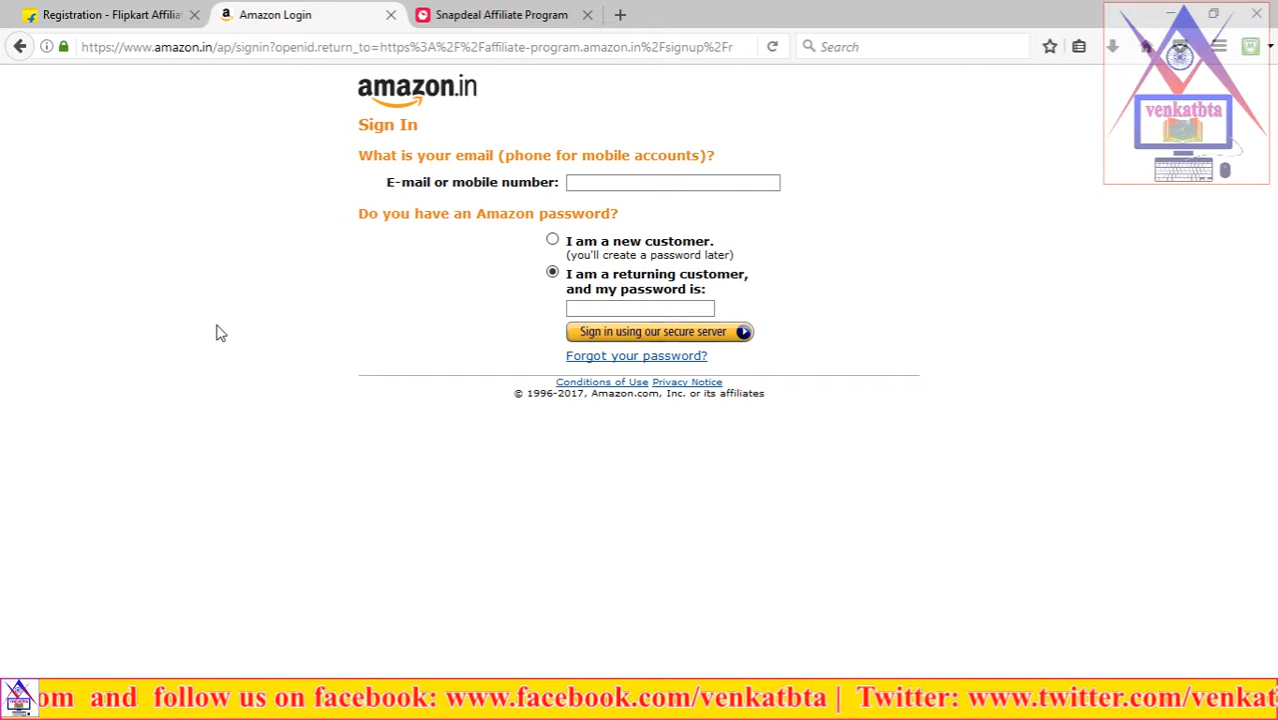 Registration - Flipkart Affilia
Amazon Login
Snapdeal Affiliate Program
https://www.amazon.in/ap/signin?openid.return_to=https%3A%2F%2Faffiliate-program.amazon.in%2Fsignup%2Fr
Search
venkatbta
amazon.in
Sign In
What is your email (phone for mobile accounts)?
E-mail or mobile number:
Do you have an Amazon password?
I am a new customer.
(you'll create a password later)
I am a returning customer,
and my password is:
Sign in using our secure server
Forgot your password?
Conditions of Use Privacy Notice
© 1996-2017, Amazon.com, Inc. or its affiliates
om and follow us on facebook: www.facebook.com/venkatbta | Twitter: www.twitter.com/venkat